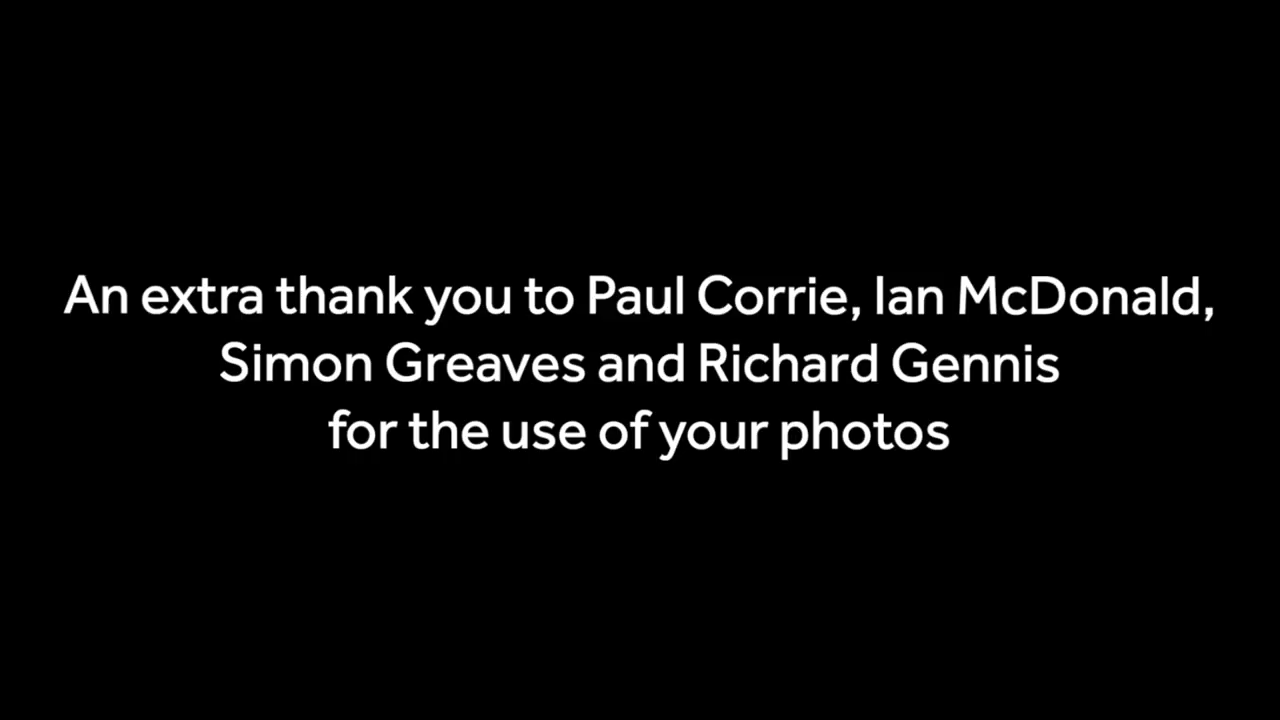 An extra thank you to Paul Corrie, Ian McDonald,
Simon Greaves and Richard Gennis
for the use of your photos